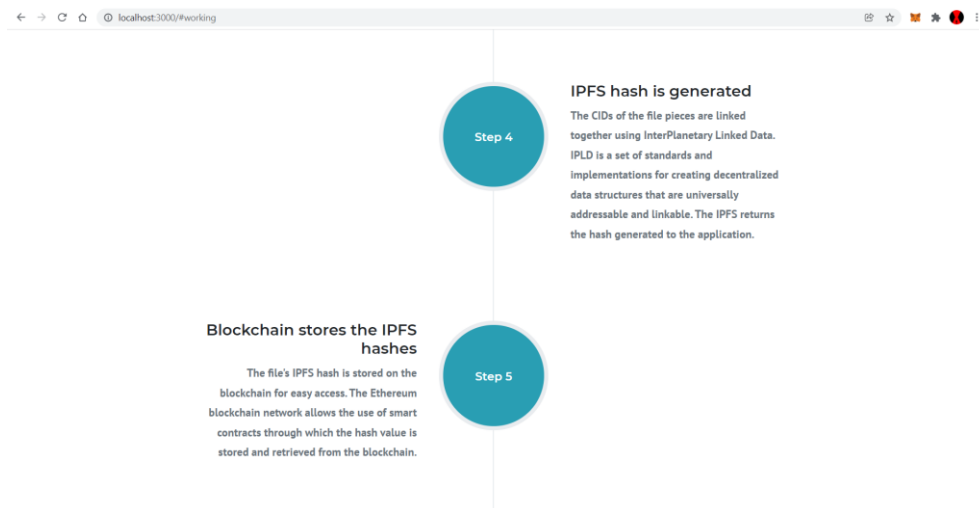 localhost:3000/#working
IPFS hash is generated
The CIDs of the file pieces are linked
together using InterPlanetary Linked Data.
IPLD is a set of standards and
implementations for creating decentralized
data structures that are universally
addressable and linkable. The IPFS returns
the hash generated to the application.
Step 4
Blockchain stores the IPFS
hashes
The file's IPFS hash is stored on the
blockchain for easy access. The Ethereum
blockchain network allows the use of smart
contracts through which the hash value is
stored and retrieved from the blockchain.
Step 5